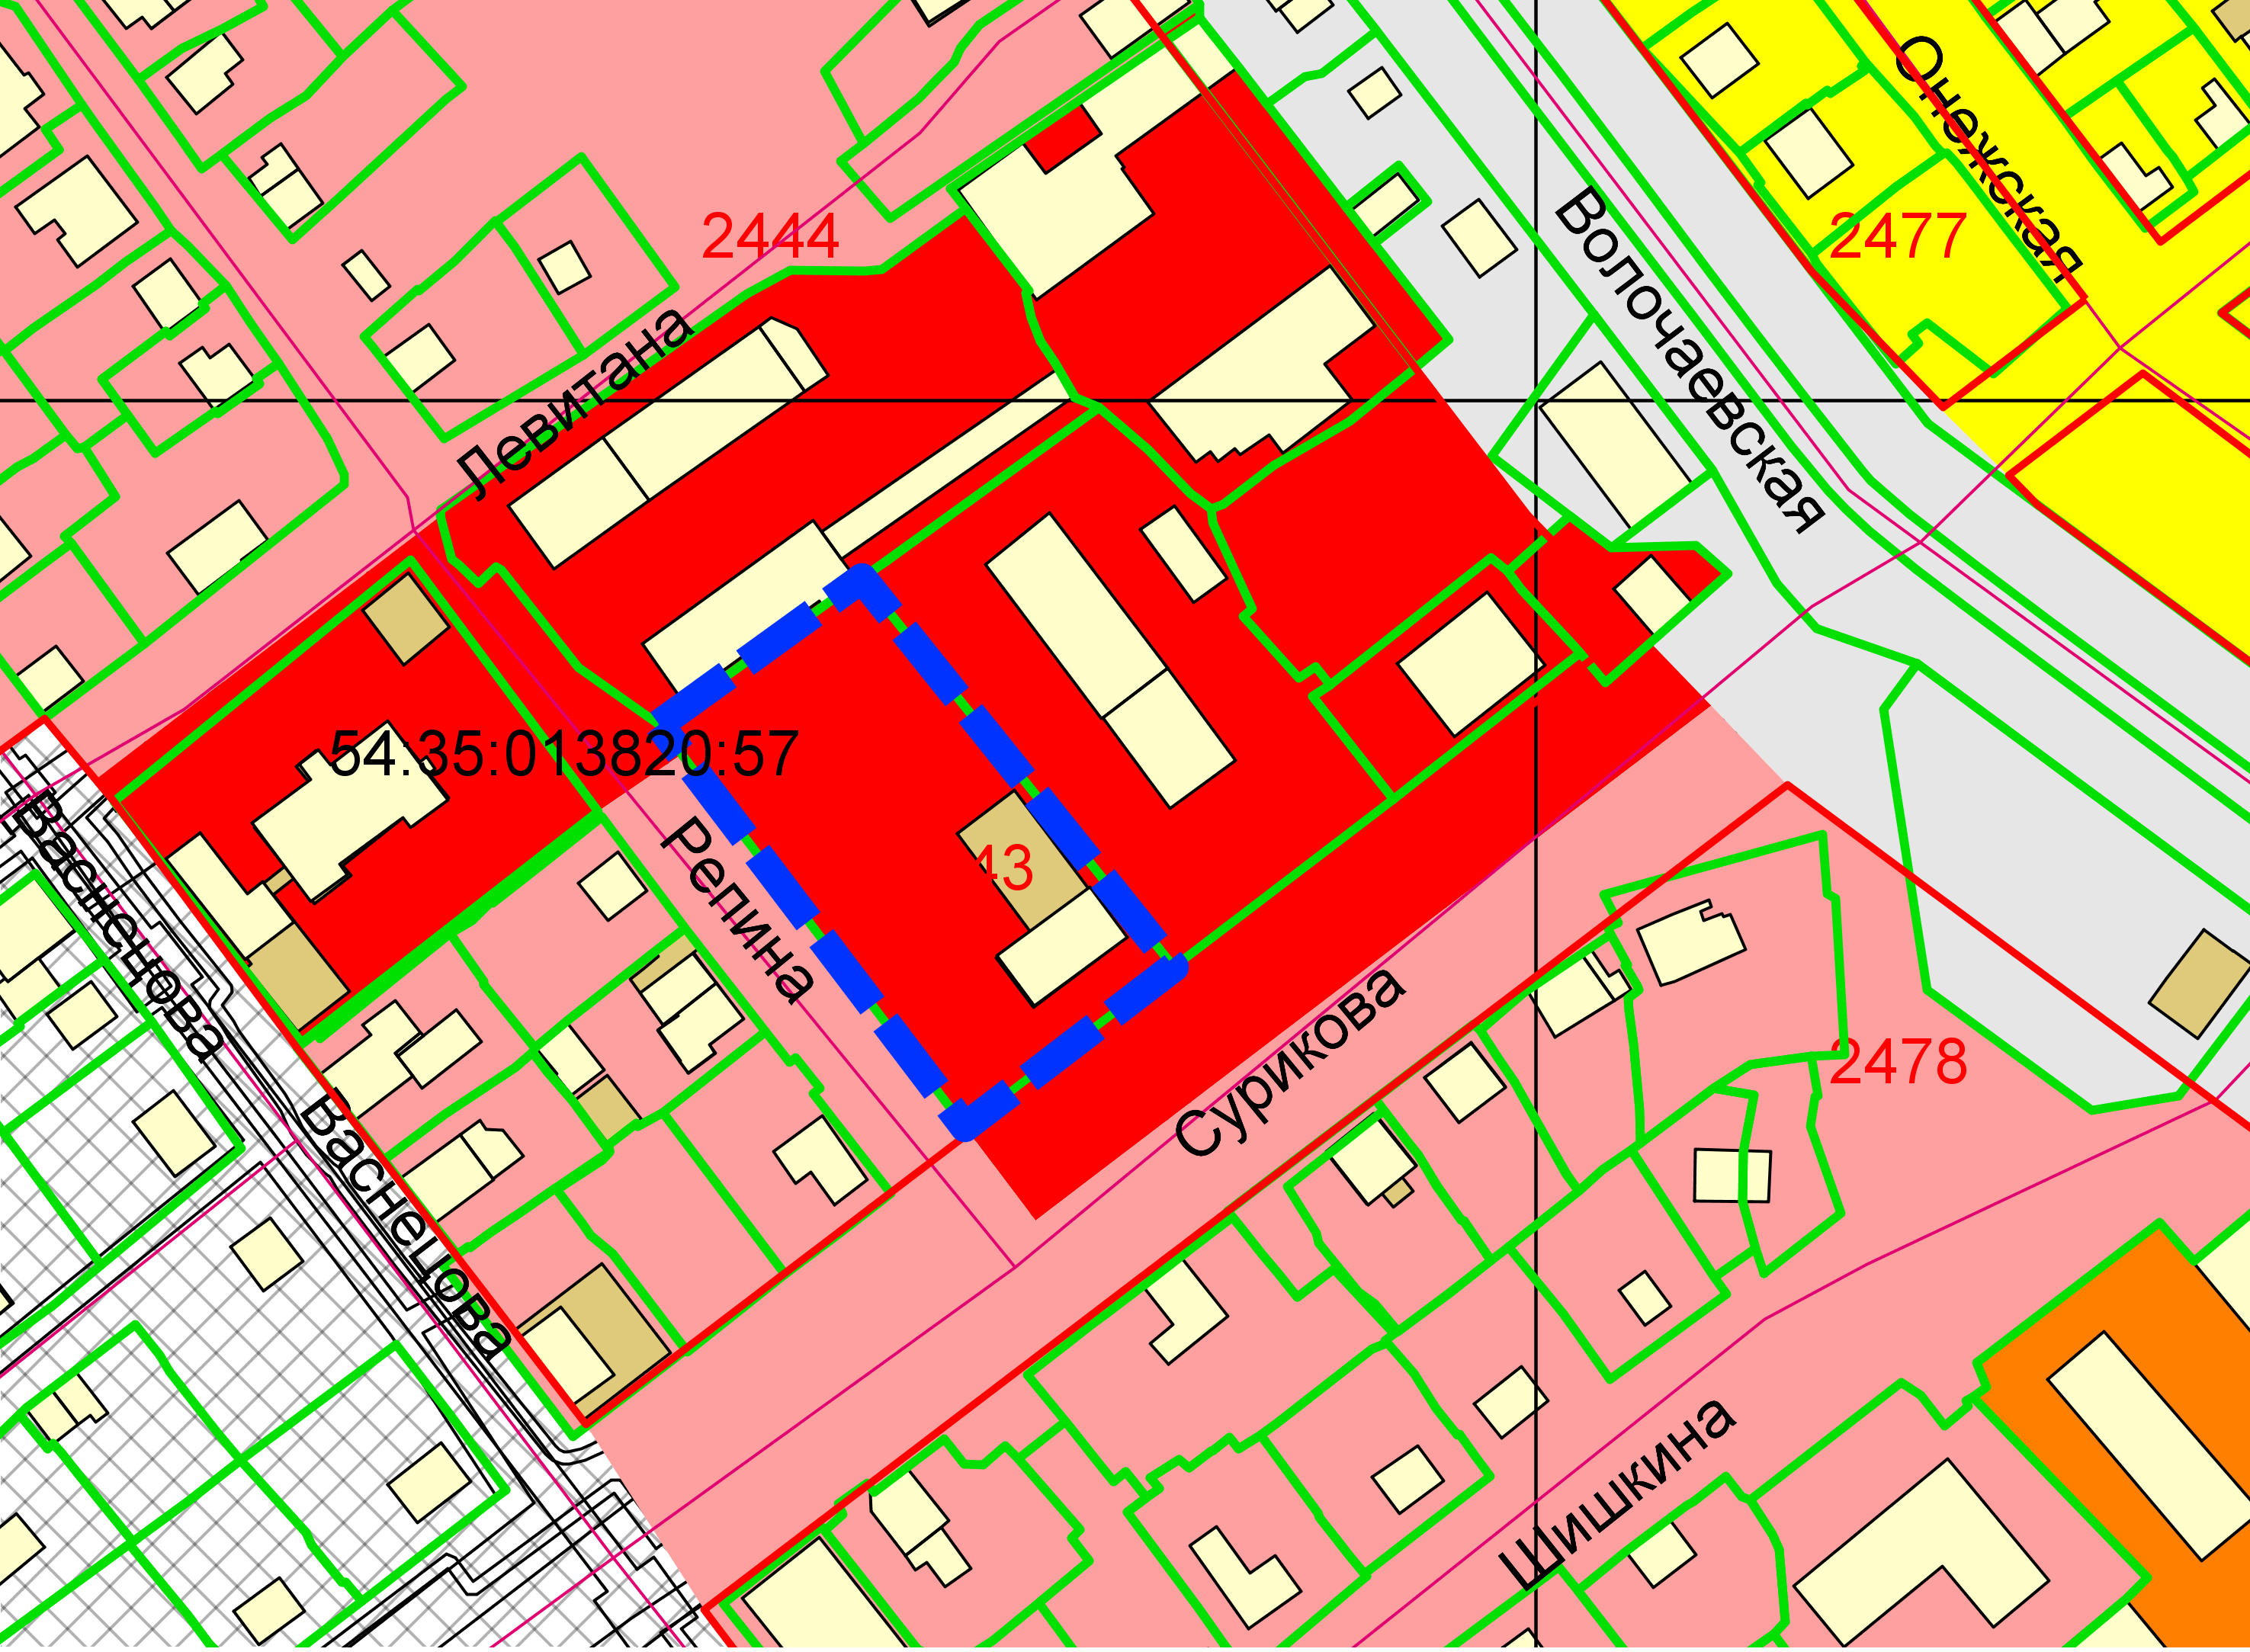 Онежская
2444
2477
Волочаевская
Левитана
54:35:013820:57
Васнецова
Репина
43
Сурикова
2478
Васнецова
Шишкина